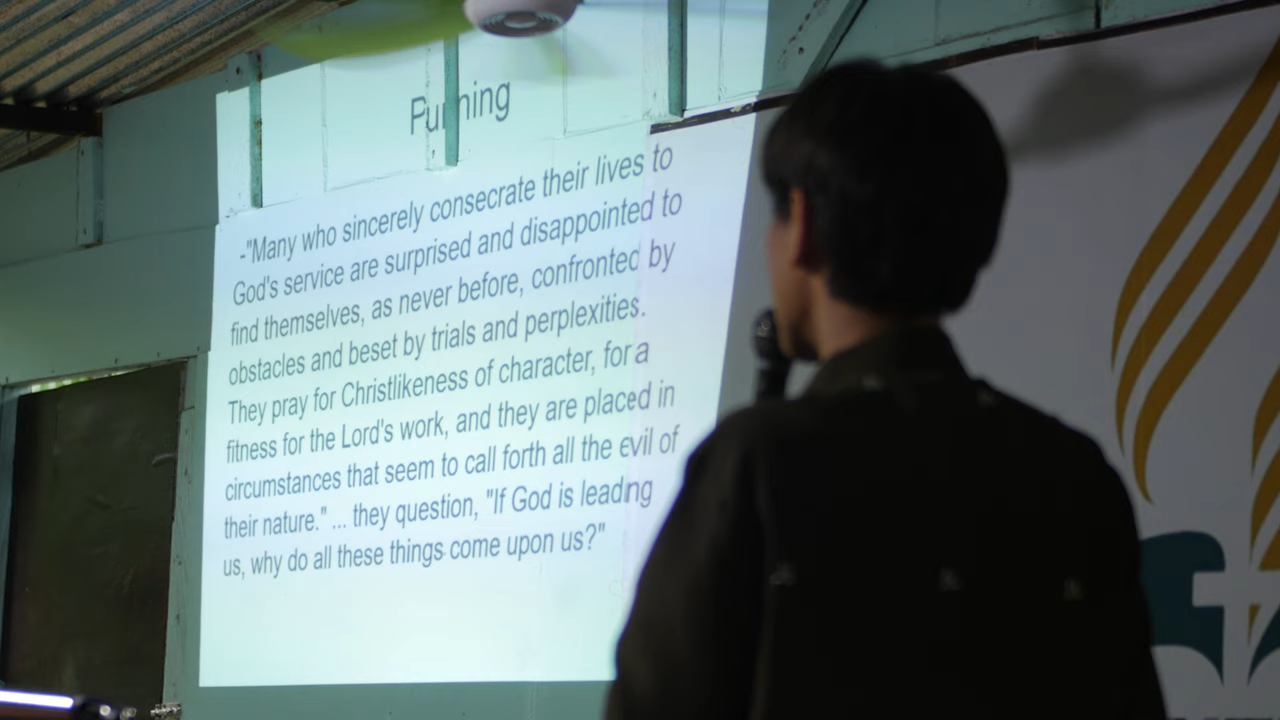 -"Many who sincerely consecrate their lives to
God's service are surprised and disappointed to
find themselves, as never before, confronted by
obstacles and beset by trials and perplexities.
They pray for Christlikeness of character, for a
fitness for the Lord's work, and they are placed in
circumstances that seem to call forth all the evil of
their nature." ... they question, "If God is leading
us, why do all these things come upon us?"